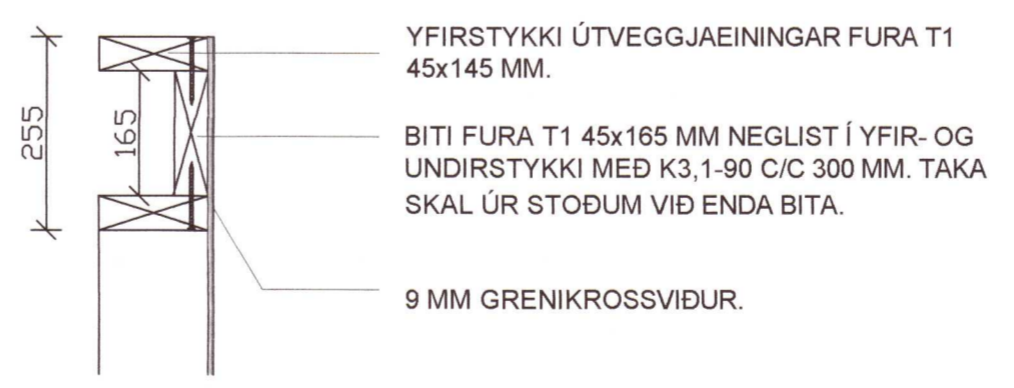 YFIRSTYKKI ÚTVEGGJAEININGAR FURA T1
45x145 MM.
255
165
BITI FURA T1 45x165 MM NEGLIST Í YFIR- OG
UNDIRSTYKKI MEÐ K3,1-90 C/C 300 MM. TAKA
SKAL ÚR STOÐUM VIÐ ENDA BITA.
9 MM GRENIKROSSVIÐUR.